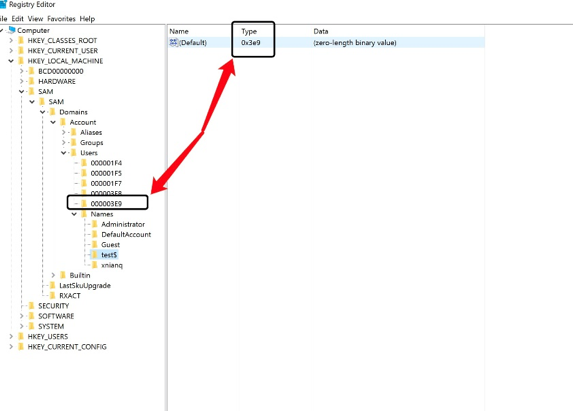 Registry Editor
File Edit View Favorites Help
Computer
HKEY_CLASSES_ROOT
HKEY_CURRENT_USER
HKEY_LOCAL_MACHINE
BCD00000000
HARDWARE
SAM
SAM
Domains
Account
Aliases
Groups
Users
000001F4
000001F5
000001F7
000003E8
000003E9
Names
Administrator
DefaultAccount
Guest
test$
xnianq
Builtin
LastSkuUpgrade
RXACT
SECURITY
SOFTWARE
SYSTEM
HKEY_USERS
HKEY_CURRENT_CONFIG
Name Type Data
(Default) 0x3e9 (zero-length binary value)